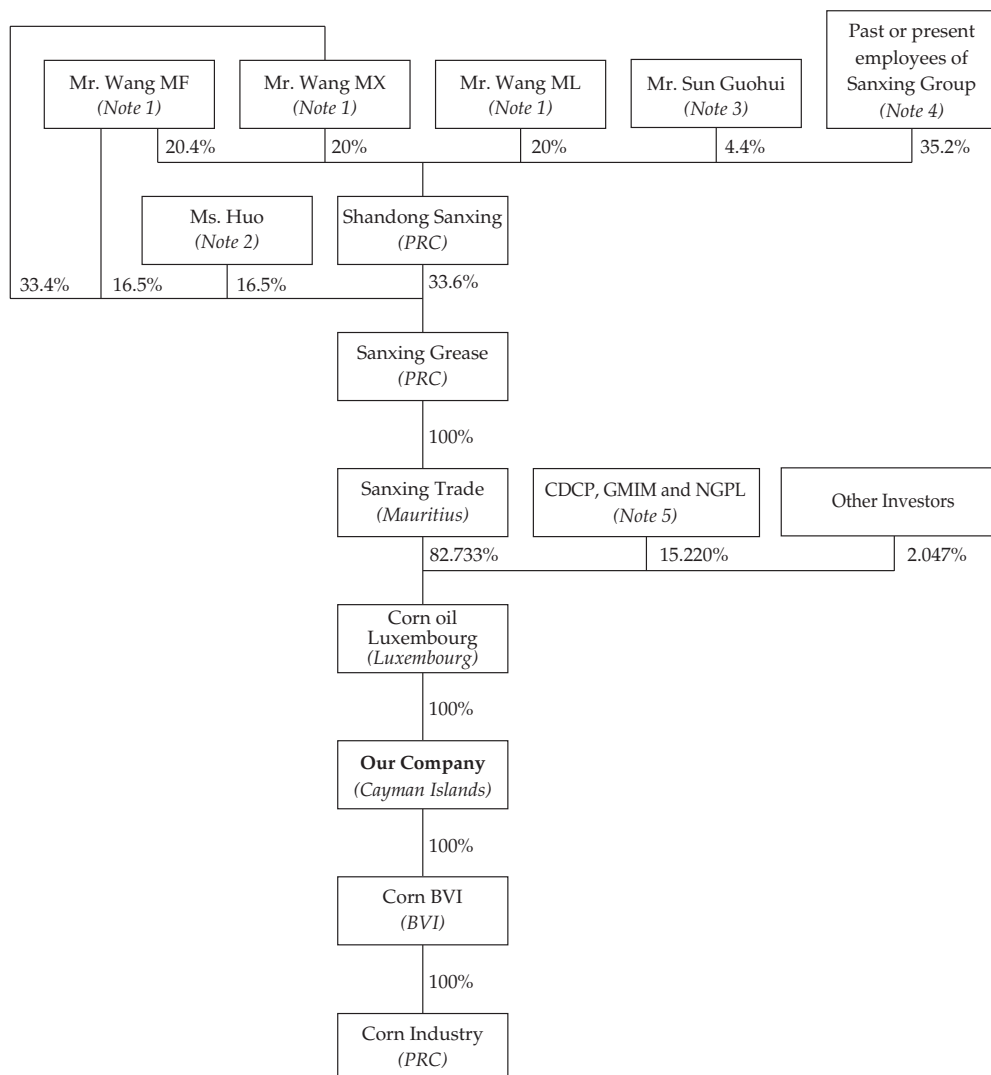 Past or present
employees of
Sanxing Group
(Note 4)
Mr. Wang MF
(Note 1)
Mr. Wang MX
(Note 1)
Mr. Wang ML
(Note 1)
Mr. Sun Guohui
(Note 3)
20.4%
20%
20%
4.4%
35.2%
Ms. Huo
(Note 2)
Shandong Sanxing
(PRC)
33.4%
16.5%
16.5%
33.6%
Sanxing Grease
(PRC)
100%
Sanxing Trade
(Mauritius)
CDCP, GMIM and NGPL
(Note 5)
Other Investors
82.733%
15.220%
2.047%
Corn oil
Luxembourg
(Luxembourg)
100%
Our Company
(Cayman Islands)
100%
Corn BVI
(BVI)
100%
Corn Industry
(PRC)